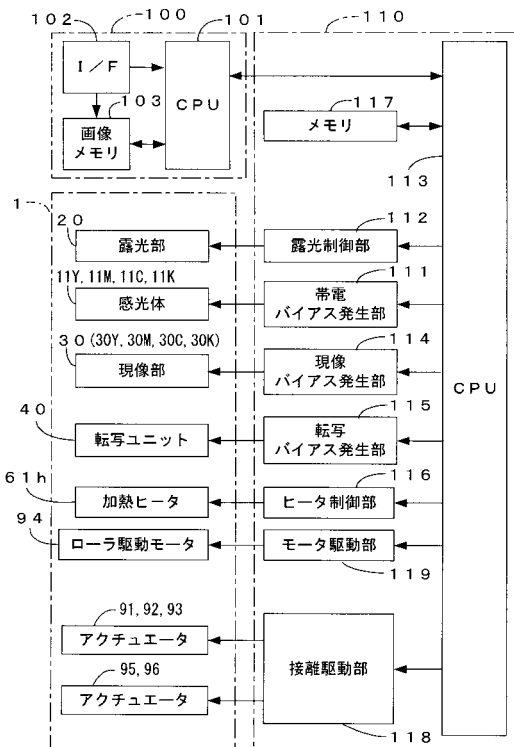 102
100
101
110
I／F
CPU
103
画像
メモリ
メモリ
117
113
1
20
露光部
露光制御部
112
11Y, 11M, 11C, 11K
感光体
帯電
バイアス発生部
111
30(30Y, 30M, 30C, 30K)
現像部
現像
バイアス発生部
114
CPU
40
転写ユニット
転写
バイアス発生部
115
61h
加熱ヒータ
ヒータ制御部
116
94
ローラ駆動モータ
モータ駆動部
119
91, 92, 93
アクチュエータ
接離駆動部
95, 96
アクチュエータ
118